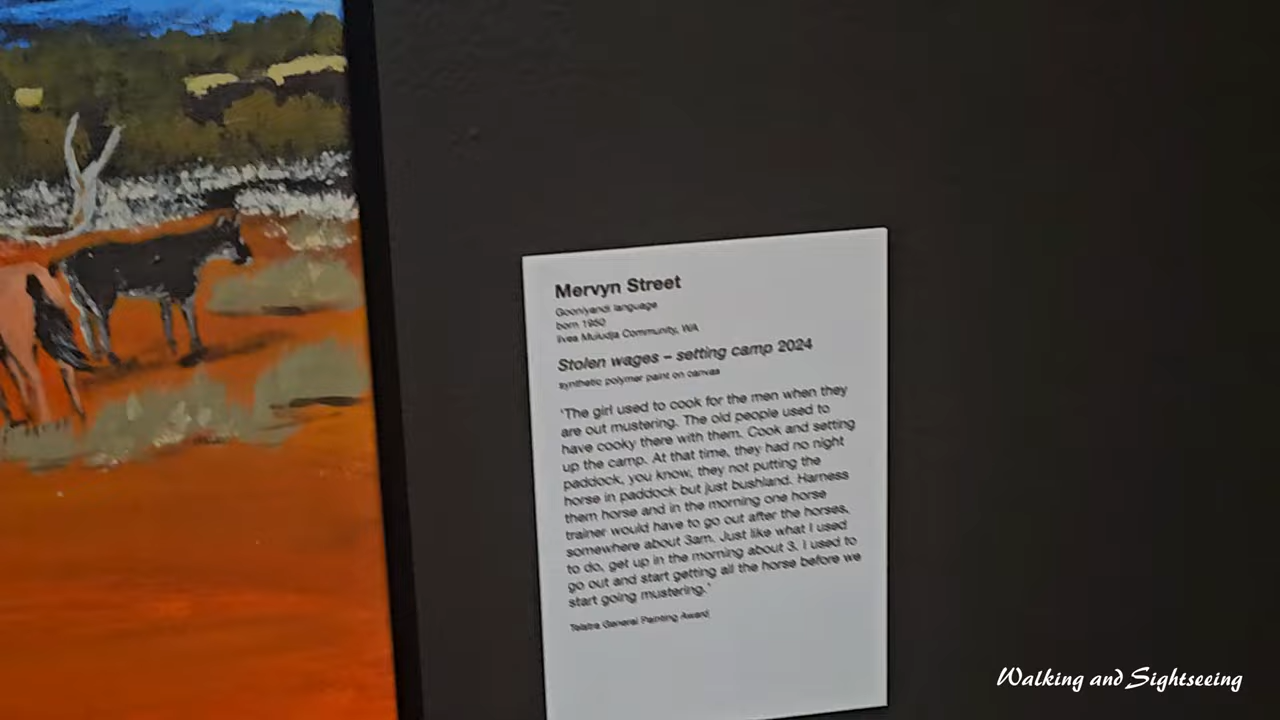 Mervyn Street
Gooniyandi language
born 1950
lives Muludja Community, WA
Stolen wages – setting camp 2024
synthetic polymer paint on canvas
'The girl used to cook for the men when they
are out mustering. The old people used to
have cooky there with them. Cook and setting
up the camp. At that time, they had no night
paddock, you know, they not putting the
horse in paddock but just bushland. Harness
them horse and in the morning one horse
trainer would have to go out after the horses,
somewhere about 3am. Just like what I used
to do, get up in the morning about 3. I used to
go out and start getting all the horse before we
start going mustering.'
Telstra General Painting Award
Walking and Sightseeing